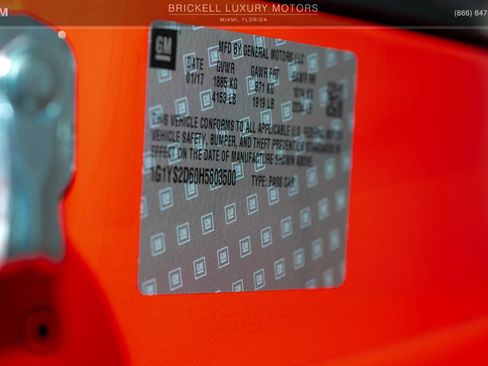 BRICKELL LUXURY MOTORS
MIAMI, FLORIDA
(866) 647
GM
MFD BY GENERAL MOTORS LLC
DATE GVWR GAWR FRT GAWR RR
01/17 1885 KG 871 KG
4153 LB 1919 LB
THIS VEHICLE CONFORMS TO ALL APPLICABLE U.S. FEDERAL MOTOR
VEHICLE SAFETY, BUMPER, AND THEFT PREVENTION STANDARDS IN
EFFECT ON THE DATE OF MANUFACTURE SHOWN ABOVE.
1G1YS2D60H5603500 TYPE: PASS CAR